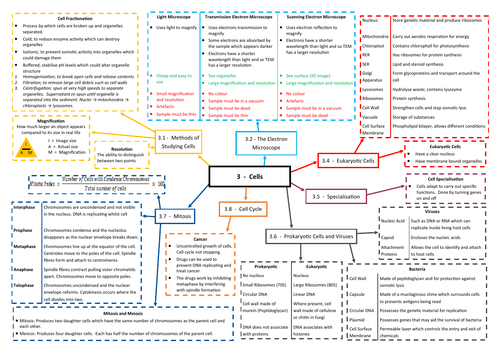 Cell Fractionation
Process by which cells are broken up and organelles
separated.
Cold; to reduce enzyme activity which can destroy
organelles
Isotonic; to prevent osmotic activity into organelles which
could damage them
Buffered; stabilise pH levels which could alter organelle
structure
1. Homogenisation; to break open cells and release contents
2. Filtration; to remove large cell debris such as cell walls
3. Centrifugation; spun at very high speeds to separate
organelles. Supernatant re-spun until organelle is
separated into the sediment. Nuclei → mitochondria →
chloroplasts → lysosomes.
Magnification
How much larger an object appears
compared to its size in real life
I = Image size
A = Actual size
M = Magnification
I
A M
Resolution
The ability to distinguish
between two points
3.1 - Methods of
Studying Cells
Light Microscope
Uses light to magnify
Cheap and easy to
use
Small magnification
and resolution
Artefacts
Sample must be thin
Transmission Electron Microscope
Uses electrons transmission to
magnify
Some electrons are absorbed by
the sample which appears darker
Electrons have a shorter
wavelength than light so have a
larger resolution
See organelles
Large magnification and resolution
No colour
Sample must be in a vacuum
Artefacts
Sample must be dead
Sample must be thin
Scanning Electron Microscope
Uses electron reflection to
magnify
Electrons have a shorter
wavelength than light and so TEM
has a larger resolution
See surface (3D image)
Large magnification and resolution
No colour
Sample must be in a vacuum
Artefacts
Sample must be dead
3.2 - The Electron
Microscope
Nucleus Store genetic material and produce ribosomes
Mitochondria Carry out aerobic respiration for energy
Chloroplast Contains chlorophyll for photosynthesis
RER Has ribosomes for protein synthesis
SER Lipid and steroid synthesis
Golgi Form glycoproteins and transport around the
Apparatus cell
Lysosomes Hydrolyse waste; contains lysozyme
Ribosomes Protein synthesis
Cell Wall Strengthen cells and stop osmotic lysis
Vacuole Storage of substances
Cell Surface Phospholipid bilayer, allows different conditions
Membrane
3.4 - Eukaryotic Cells
Eukaryotic Cells
Have a clear nucleus
Have membrane bound organelles
3 - Cells
3.5 - Specialisation
Cell Specialisation
Cells adapt to carry out specific
functions. Done by turning genes
on and off
Mitotic Index = Number of Cells with Condense Chromosomes / Total number of cells × 100
3.7 - Mitosis
3.8 - Cell Cycle
3.6 - Prokaryotic Cells and Viruses
Interphase Chromosomes are uncondensed and not visible
in the nucleus. DNA is replicating whilst cell
Prophase Chromosomes condense and the nucleus
disappears as the nuclear envelope breaks down.
Metaphase Chromosomes line up at the equator of the cell.
Centrioles move to the poles of the cell. Spindle
fibres form and attach to centromeres.
Anaphase Spindle fibres contract pulling sister chromatids
apart. Chromosomes move to opposite poles.
Telophase Chromosomes uncondensed and the nuclear
envelope reforms. Cytokinesis occurs where the
cell divides into two.
Mitosis and Meiosis
Mitosis: Produces two daughter cells which have the same number of chromosomes as the parent cell and
each other.
Mitosis: Produces four daughter cells. Each has half the number of chromosomes of the parent cell.
Cancer
Uncontrolled growth of cells.
Cell cycle not stopping.
Drugs can be used to
prevent DNA replicating and
treat cancer
The drugs work by inhibiting
metaphase by interfering
with spindle formation
Prokaryotic Eukaryotic
No nucleus Nucleus
Small Ribosomes (70S) Large Ribosomes (80S)
Circular DNA Linear DNA
Cell wall made of Where present, cell
murein (Peptidoglycan) wall made of cellulose
or chitin in fungi
DNA does not associate DNA associates with
with proteins histones
Viruses
Nucleic Acid Such as DNA or RNA which can
replicate inside living host cells
Capsid Encloses the nucleic acids
Attachment Allows the cell to identify and attach
Proteins to host cells
Bacteria
Cell Wall Made of peptidoglycan and for protection against
osmotic lysis
Capsule Made of a mucilaginous slime which surrounds cells
to prevent antigens being read
Circular DNA Possesses the genetic material for replication
Plasmid Possesses genes that may aid the survival of bacteria
Cell Surface Permeable layer which controls the entry and exit of
Membrane chemicals